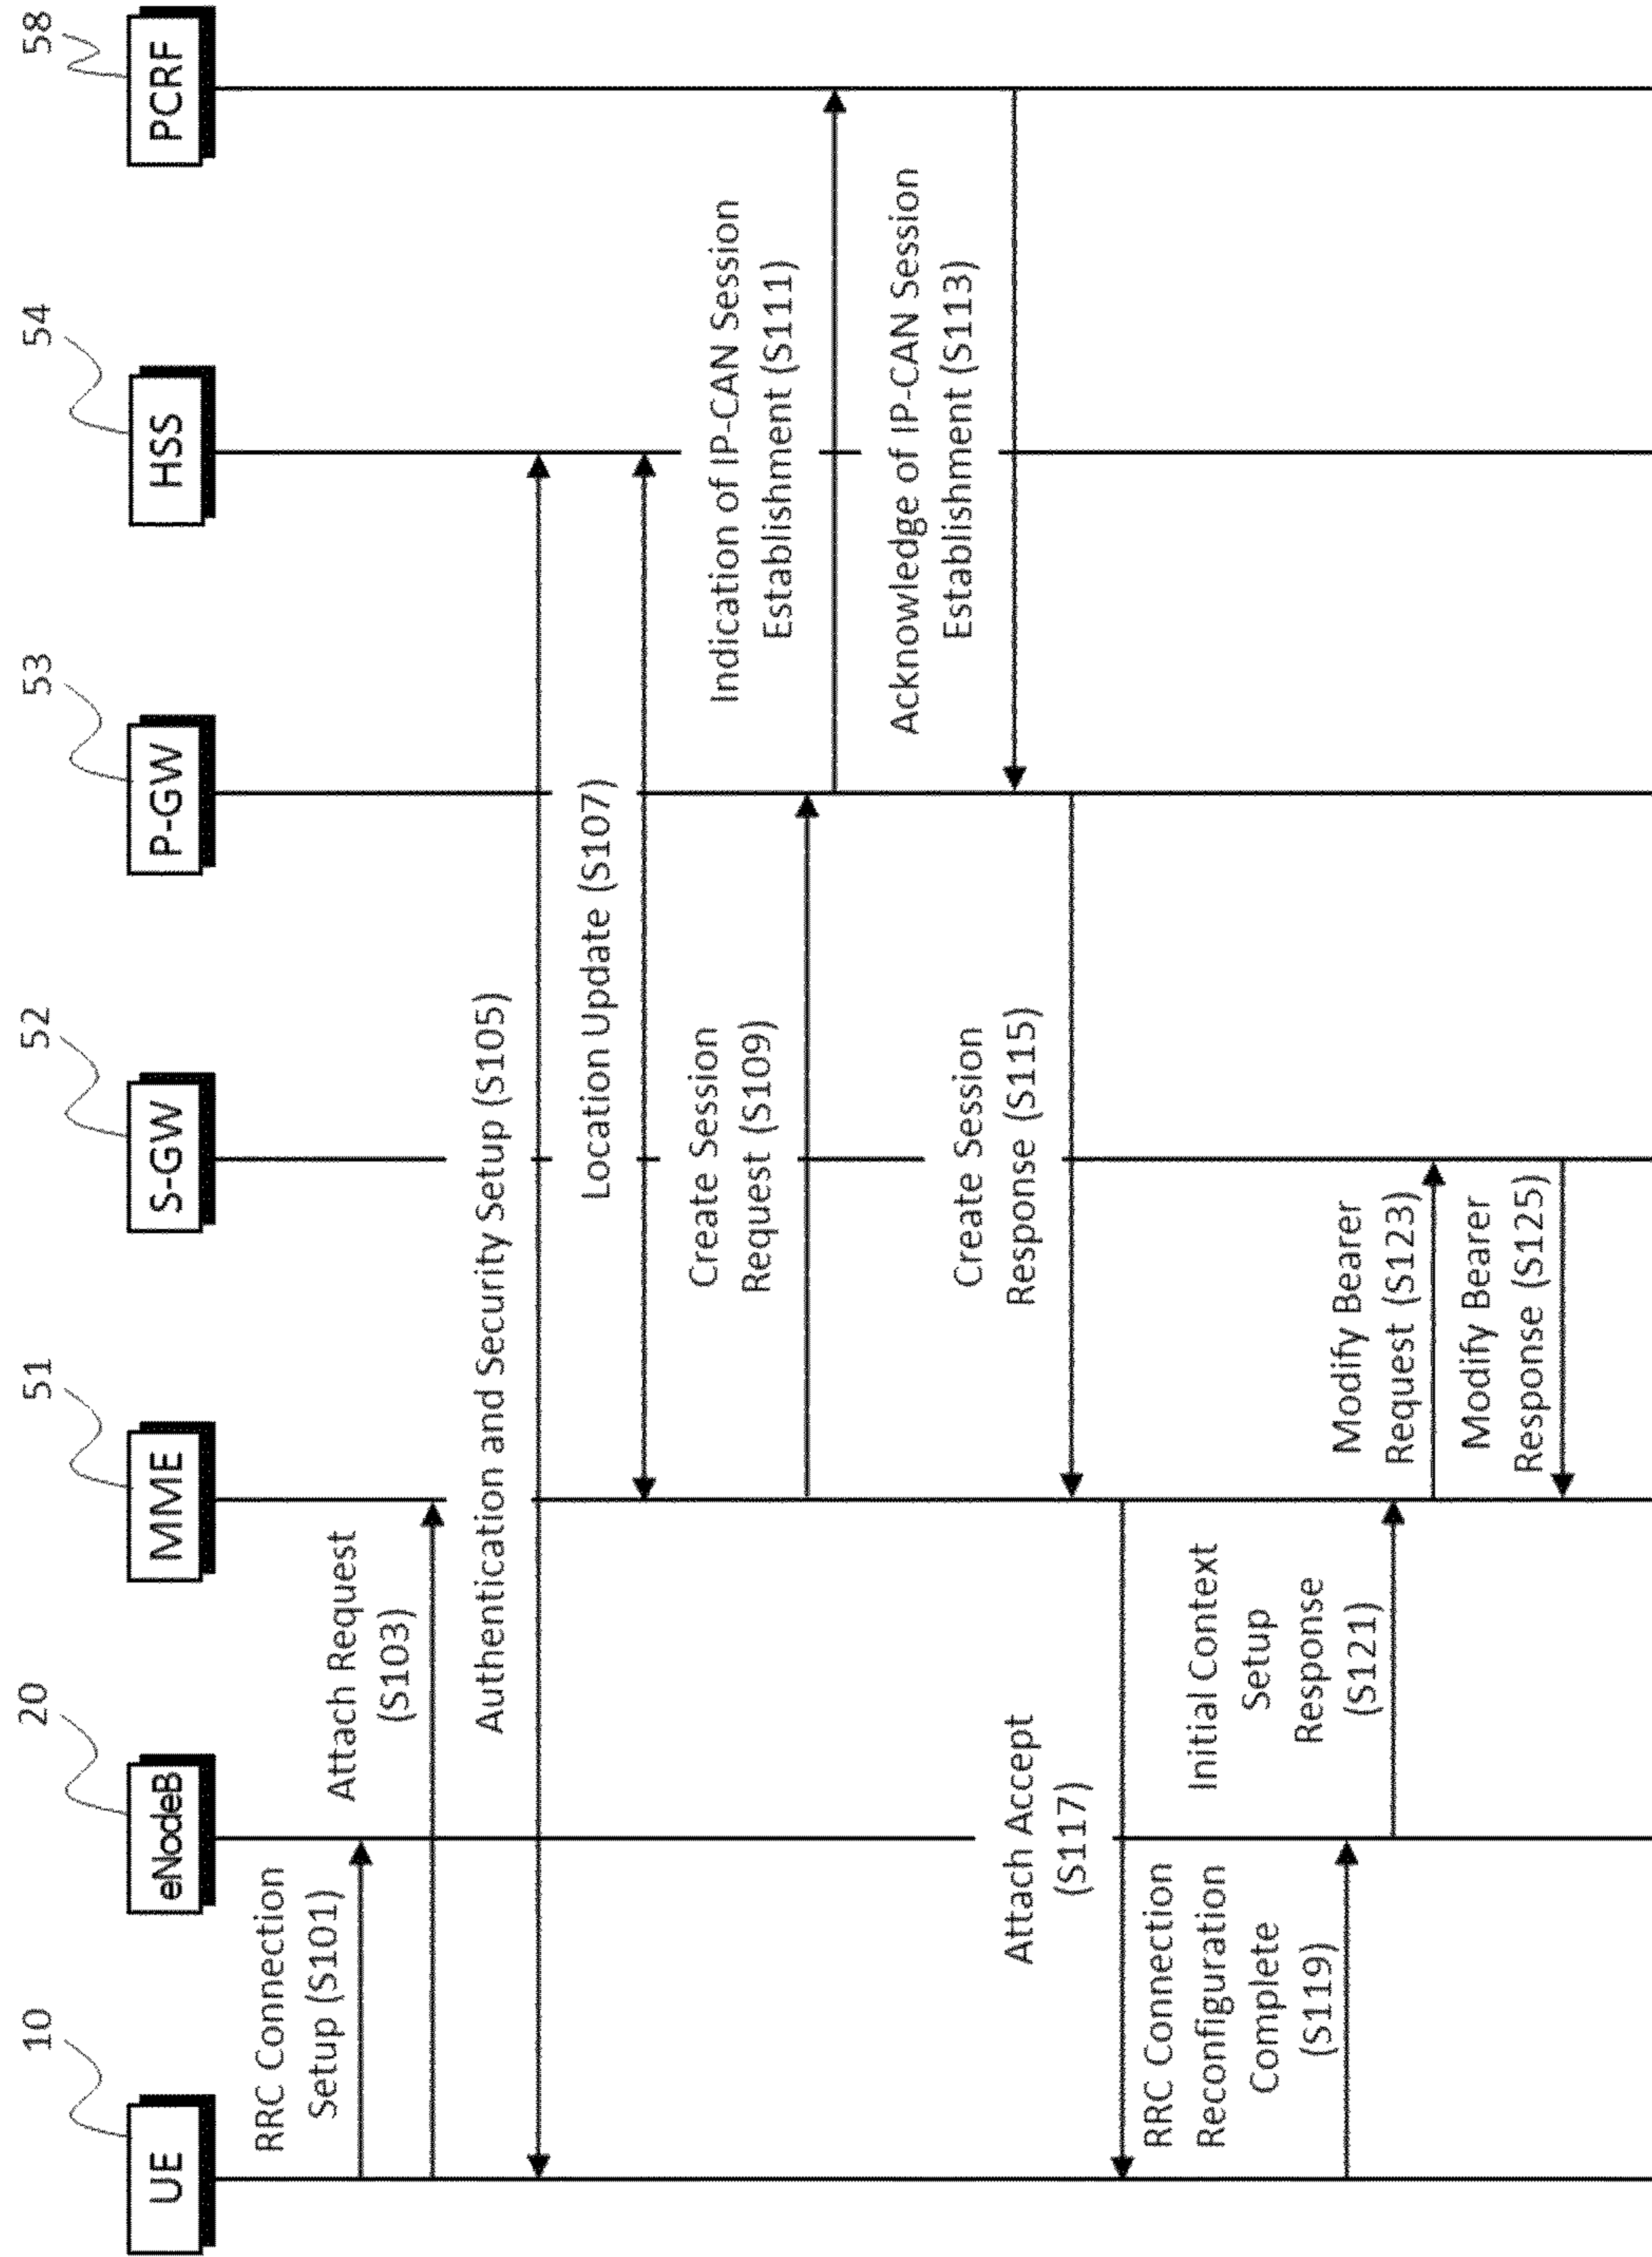 10
20
51
52
53
54
58
UE
eNodeB
MME
S-GW
P-GW
HSS
PCRF
RRC Connection
Setup (S101)
Attach Request
(S103)
Authentication and Security Setup (S105)
Location Update (S107)
Create Session
Request (S109)
Indication of IP-CAN Session
Establishment (S111)
Acknowledge of IP-CAN Session
Establishment (S113)
Create Session
Response (S115)
Attach Accept
(S117)
RRC Connection
Reconfiguration
Complete
(S119)
Initial Context
Setup
Response
(S121)
Modify Bearer
Request (S123)
Modify Bearer
Response (S125)